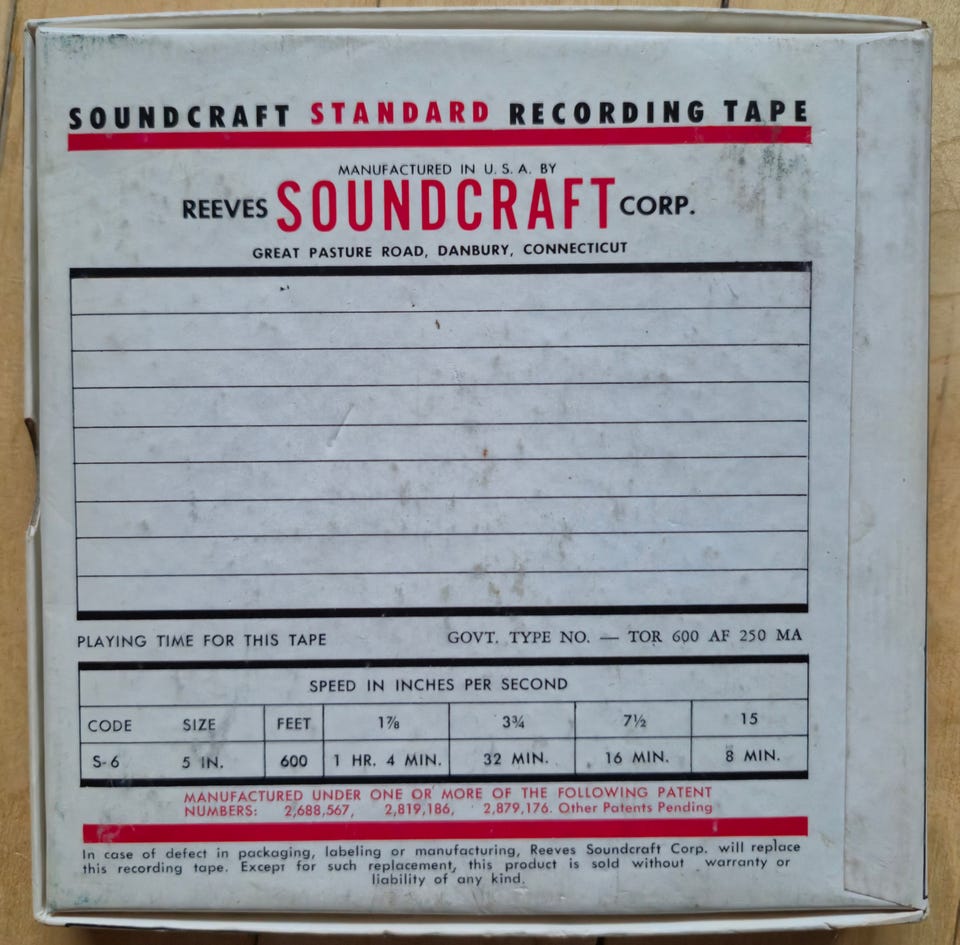 SOUNDCRAFT STANDARD RECORDING TAPE
MANUFACTURED IN U. S. A. BY
REEVES SOUNDCRAFT CORP.
GREAT PASTURE ROAD, DANBURY, CONNECTICUT
PLAYING TIME FOR THIS TAPE GOVT. TYPE NO. — TOR 600 AF 250 MA
SPEED IN INCHES PER SECOND
CODE SIZE FEET 1⅞ 3¾ 7½ 15
S-6 5 IN. 600 1 HR. 4 MIN. 32 MIN. 16 MIN. 8 MIN.
MANUFACTURED UNDER ONE OR MORE OF THE FOLLOWING PATENT
NUMBERS: 2,688,567, 2,819,186, 2,879,176. Other Patents Pending
In case of defect in packaging, labeling or manufacturing, Reeves Soundcraft Corp. will replace
this recording tape. Except for such replacement, this product is sold without warranty or
liability of any kind.